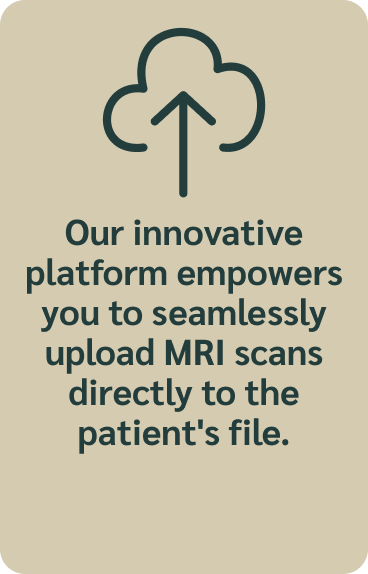 Our innovative
platform empowers
you to seamlessly
upload MRI scans
directly to the
patient's file.